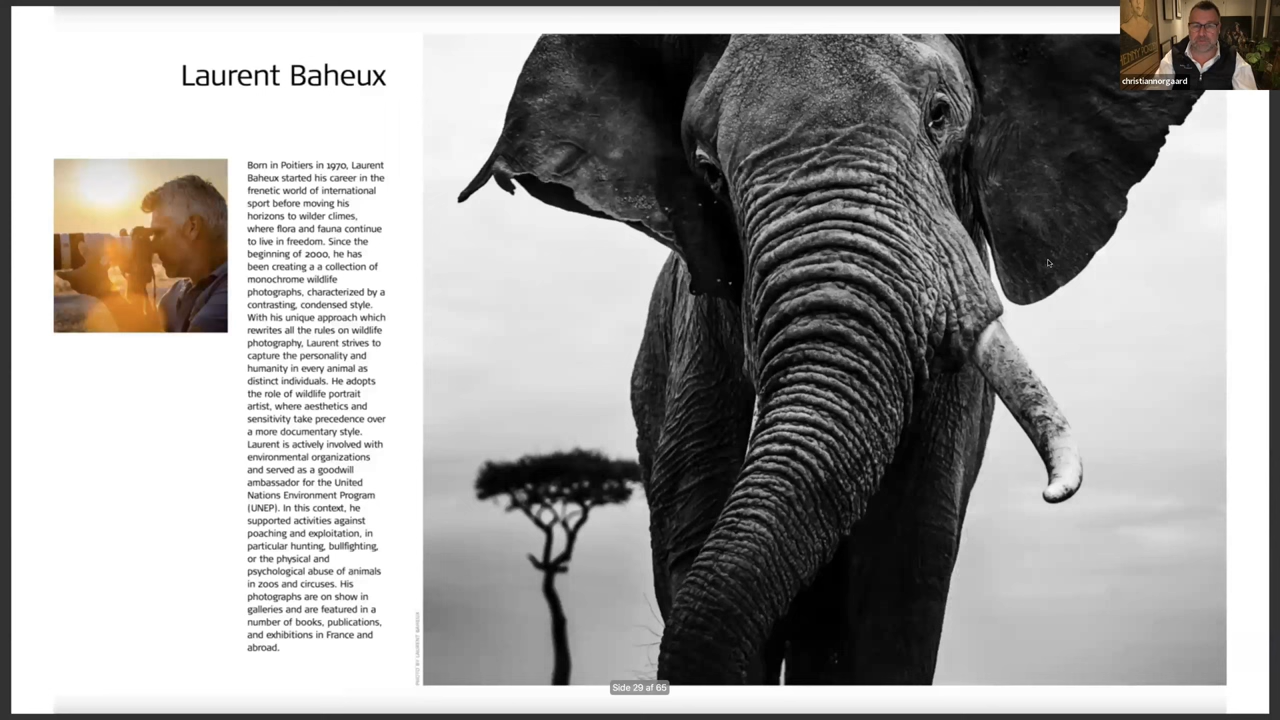 christiannorgaard
Laurent Baheux
Born in Poitiers in 1970, Laurent
Baheux started his career in the
frenetic world of international
sport before moving his
horizons to wilder climes,
where flora and fauna continue
to live in freedom. Since the
beginning of 2000, he has
been creating a a collection of
monochrome wildlife
photographs, characterized by a
contrasting, condensed style.
With his unique approach which
rewrites all the rules on wildlife
photography, Laurent strives to
capture the personality and
humanity in every animal as
distinct individuals. He adopts
the role of wildlife portrait
artist, where aesthetics and
sensitivity take precedence over
a more documentary style.
Laurent is actively involved with
environmental organizations
and served as a goodwill
ambassador for the United
Nations Environment Program
(UNEP). In this context, he
supported activities against
poaching and exploitation, in
particular hunting, bullfighting,
or the physical and
psychological abuse of animals
in zoos and circuses. His
photographs are on show in
galleries and are featured in a
number of books, publications,
and exhibitions in France and
abroad.
PHOTO BY LAURENT BAHEUX
Side 29 af 65